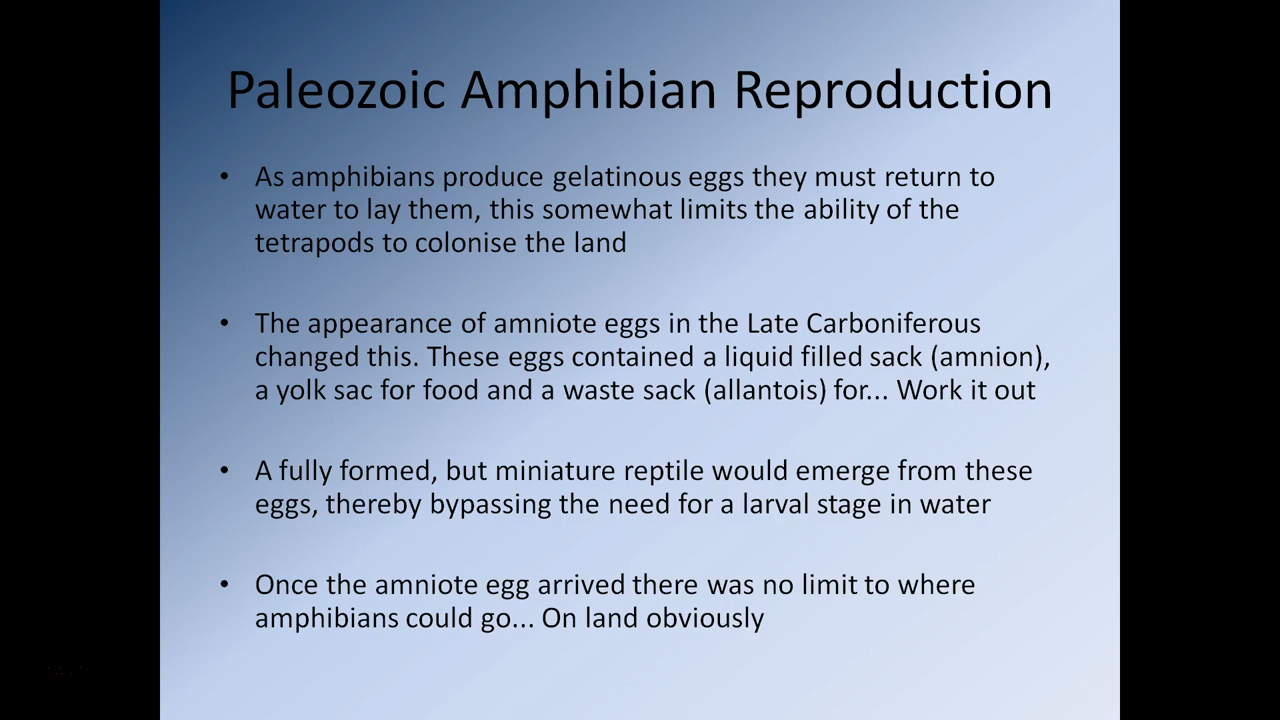 Paleozoic Amphibian Reproduction
• As amphibians produce gelatinous eggs they must return to
water to lay them, this somewhat limits the ability of the
tetrapods to colonise the land
• The appearance of amniote eggs in the Late Carboniferous
changed this. These eggs contained a liquid filled sack (amnion),
a yolk sac for food and a waste sack (allantois) for... Work it out
• A fully formed, but miniature reptile would emerge from these
eggs, thereby bypassing the need for a larval stage in water
• Once the amniote egg arrived there was no limit to where
amphibians could go... On land obviously